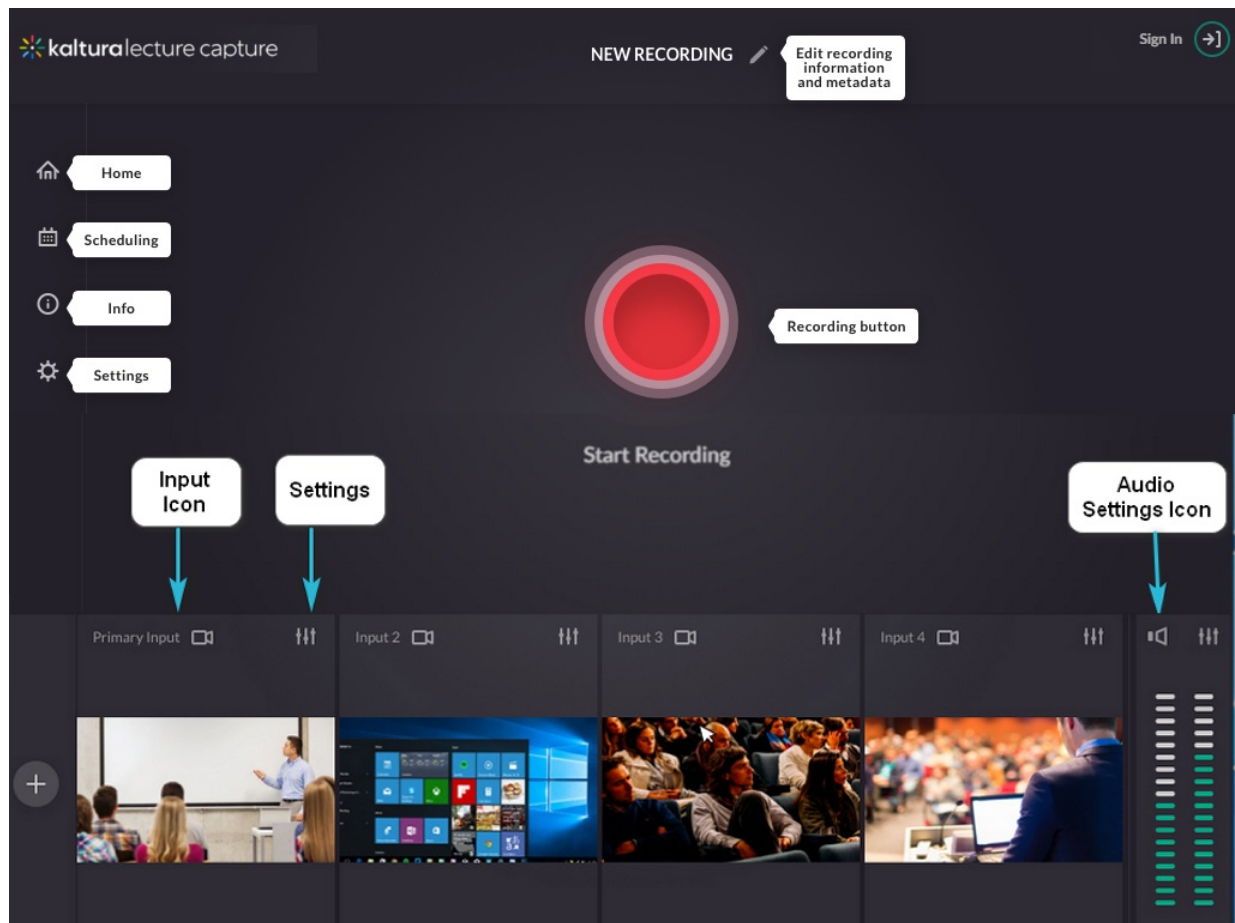 kaltura lecture capture
NEW RECORDING
Edit recording
information
and metadata
Sign In
Home
Scheduling
Info
Settings
Recording button
Start Recording
Input
Icon
Settings
Audio
Settings Icon
Primary Input
Input 2
Input 3
Input 4